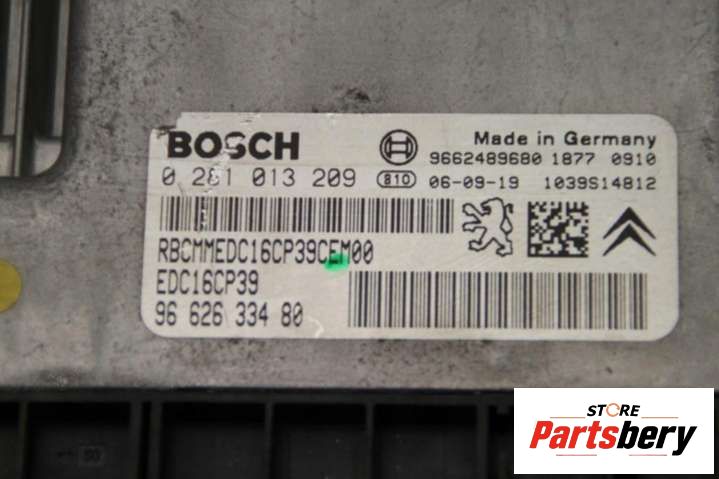 BOSCH
Made in Germany
9662489680 1877 0910
0 281 013 209 810 06-09-19 1039S14812
RBCMMEDC16CP39CEM00
EDC16CP39
96 626 334 80
STORE
Partsbery